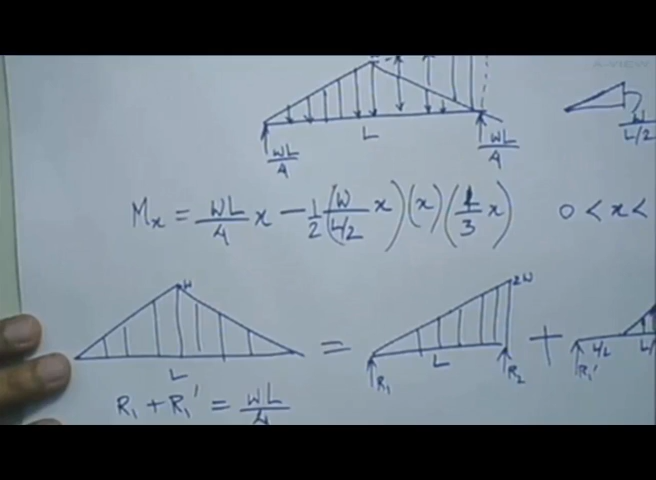 A-VIEW
L
WL/4
WL/4
W
L/2
Mx = WL/4 x - 1/2 (W/L/2 x)(x)(1/3 x) 0 < x <
W
2W
= +
L
L
L/2
R₁
R₂
R₁'
R₁ + R₁' = WL/4